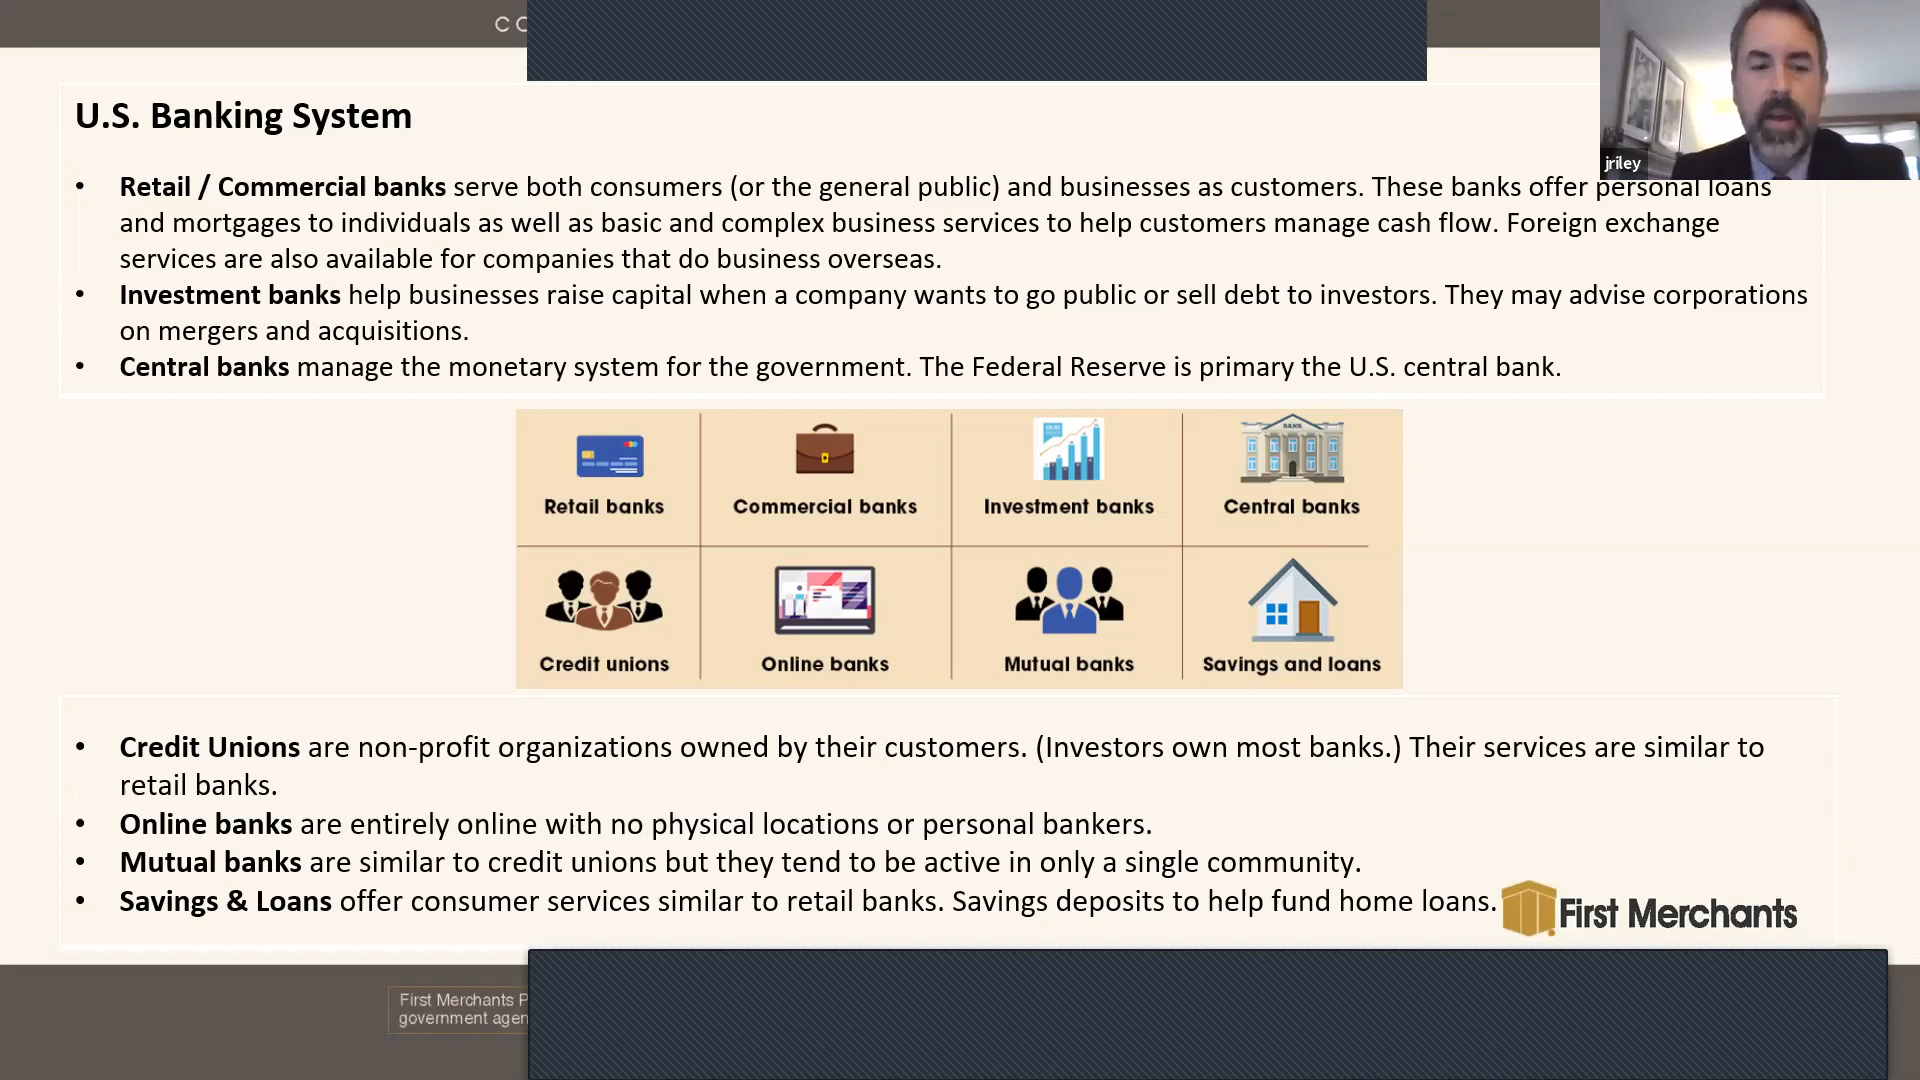 CO
U.S. Banking System
jriley
• Retail / Commercial banks serve both consumers (or the general public) and businesses as customers. These banks offer personal loans
and mortgages to individuals as well as basic and complex business services to help customers manage cash flow. Foreign exchange
services are also available for companies that do business overseas.
• Investment banks help businesses raise capital when a company wants to go public or sell debt to investors. They may advise corporations
on mergers and acquisitions.
• Central banks manage the monetary system for the government. The Federal Reserve is primary the U.S. central bank.
BANK
Retail banks
Commercial banks
Investment banks
Central banks
Credit unions
Online banks
Mutual banks
Savings and loans
• Credit Unions are non-profit organizations owned by their customers. (Investors own most banks.) Their services are similar to
retail banks.
• Online banks are entirely online with no physical locations or personal bankers.
• Mutual banks are similar to credit unions but they tend to be active in only a single community.
• Savings & Loans offer consumer services similar to retail banks. Savings deposits to help fund home loans.
First Merchants
First Merchants P
government agen